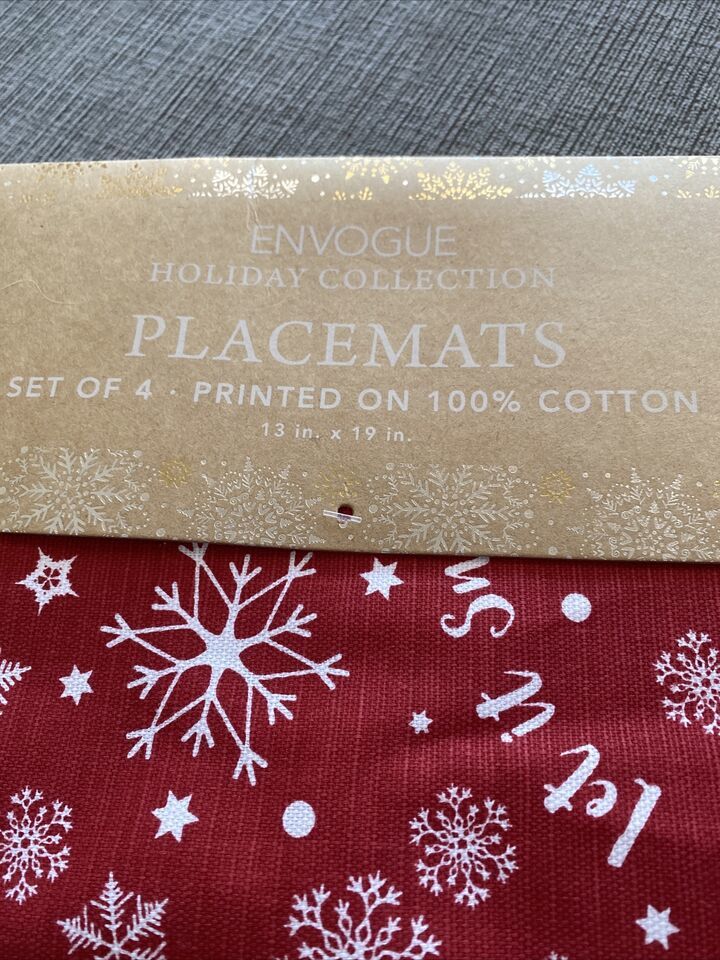 ENVOGUE
HOLIDAY COLLECTION
PLACEMATS
SET OF 4 · PRINTED ON 100% COTTON
13 in. x 19 in.
let it